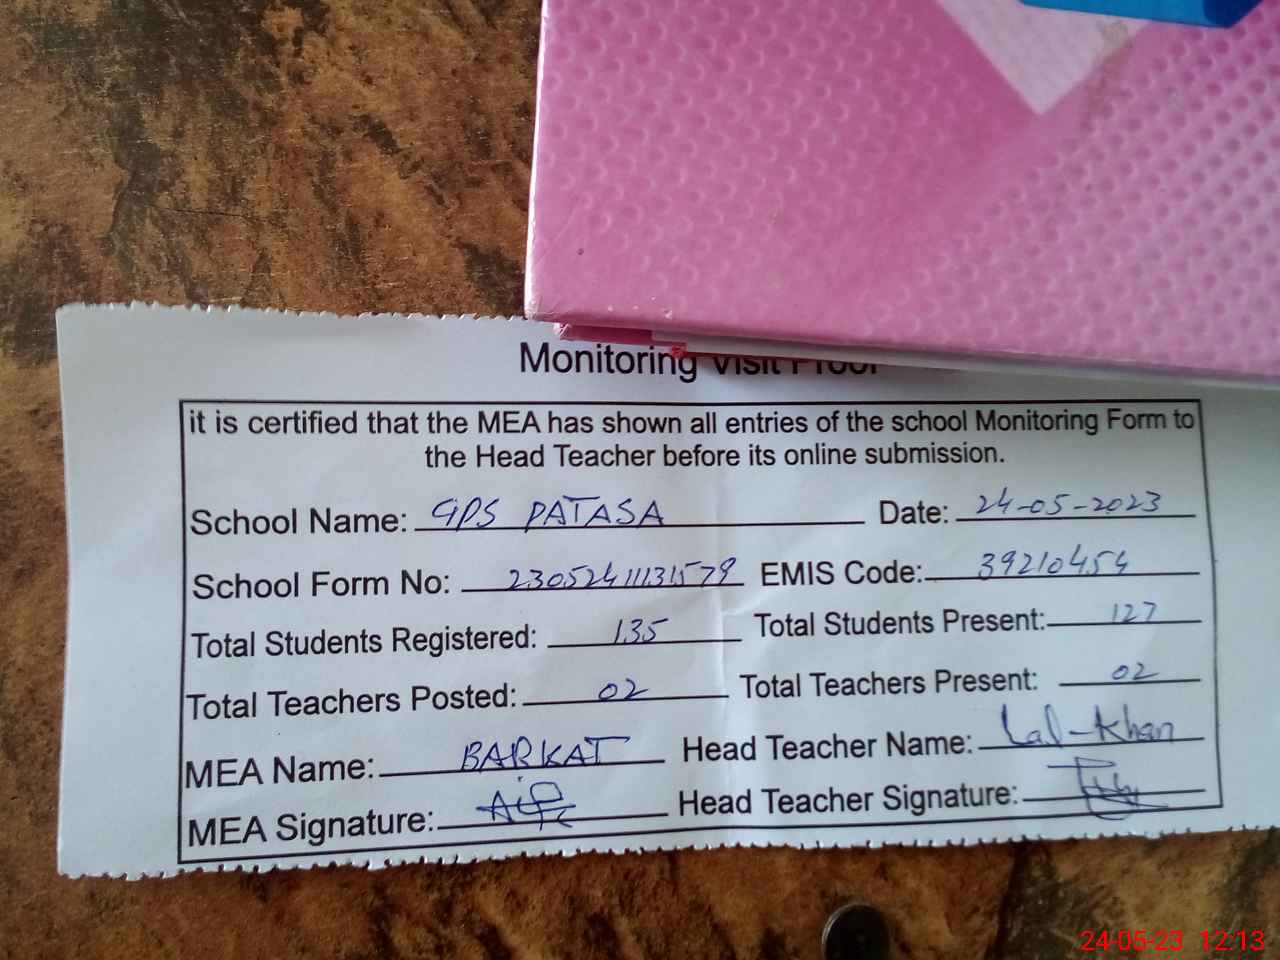 Monitoring Visit Proof
it is certified that the MEA has shown all entries of the school Monitoring Form to
the Head Teacher before its online submission.
School Name: GPS PATASA Date: 24-05-2023
School Form No: 23052411131579 EMIS Code: 39210454
Total Students Registered: 135 Total Students Present: 127
Total Teachers Posted: 02 Total Teachers Present: 02
MEA Name: BARKAT Head Teacher Name: Lal-Khan
MEA Signature: Head Teacher Signature:
24-05-23 12:13